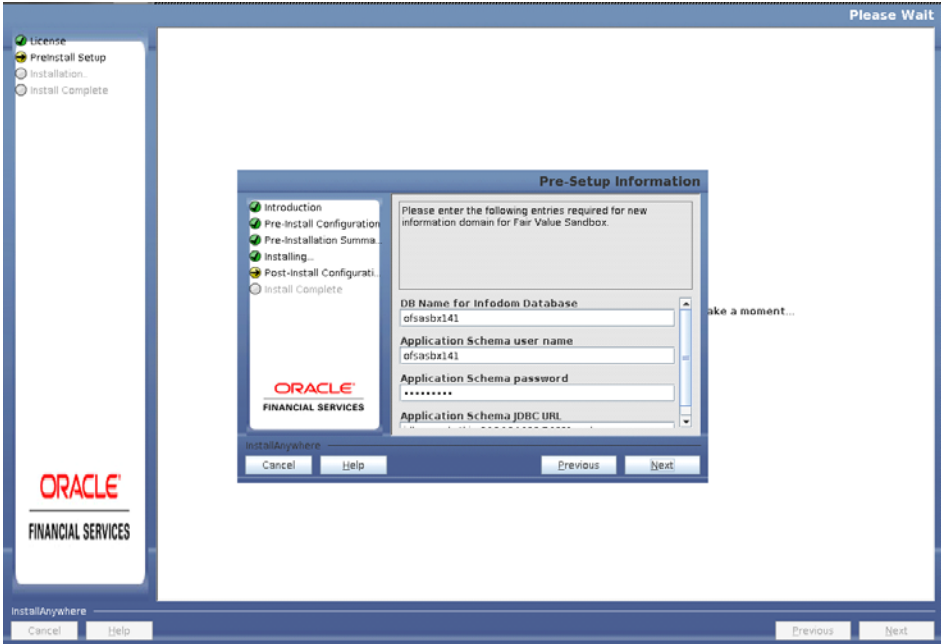 Please Wait
License
PreInstall Setup
Installation..
Install Complete
Pre-Setup Information
Introduction
Pre-Install Configuration
Pre-Installation Summa..
Installing...
Post-Install Configurati..
Install Complete
Please enter the following entries required for new
information domain for Fair Value Sandbox.
DB Name for Infodom Database
ofsasbx141
Application Schema user name
ofsasbx141
Application Schema password
•••••••••
Application Schema JDBC URL
ake a moment...
ORACLE'
FINANCIAL SERVICES
InstallAnywhere
Cancel
Help
Previous
Next
ORACLE'
FINANCIAL SERVICES
InstallAnywhere
Cancel
Help
Previous
Next